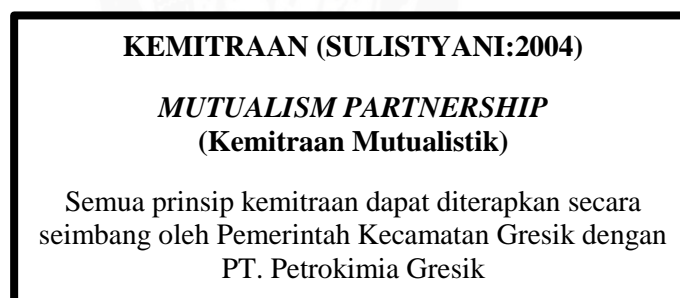 KEMITRAAN (SULISTYANI:2004)
MUTUALISM PARTNERSHIP
(Kemitraan Mutualistik)
Semua prinsip kemitraan dapat diterapkan secara
seimbang oleh Pemerintah Kecamatan Gresik dengan
PT. Petrokimia Gresik